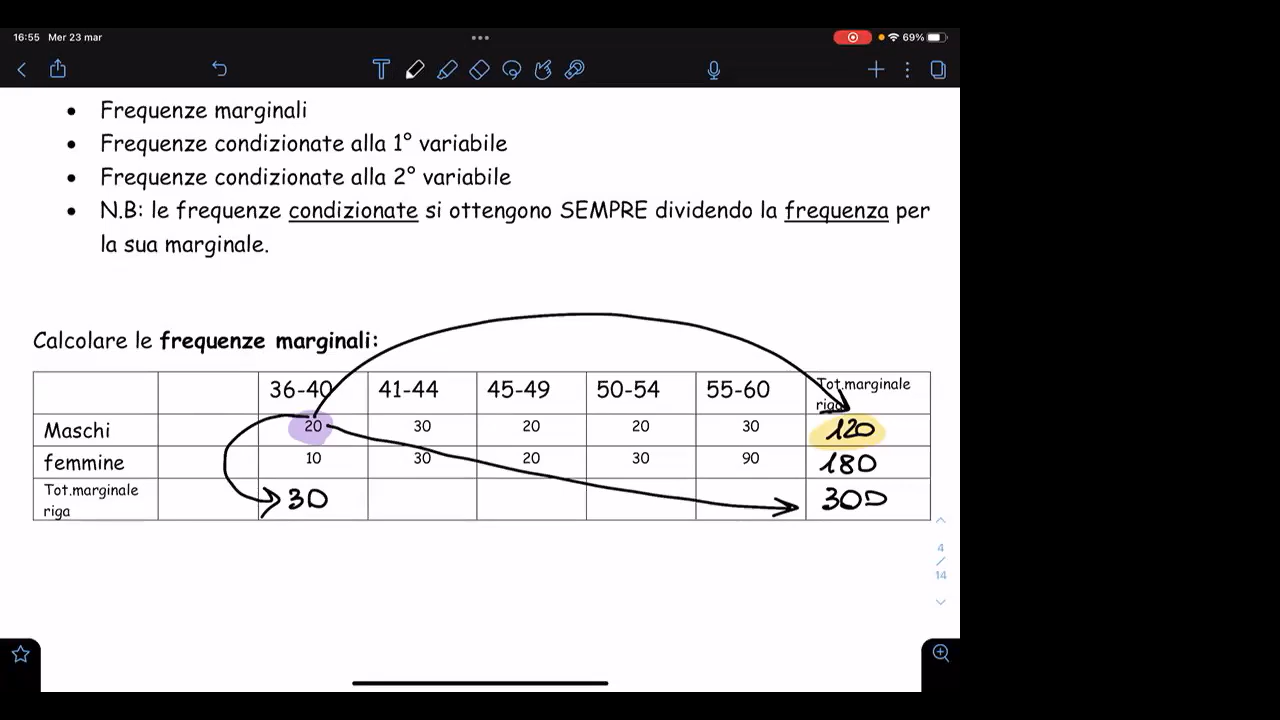 16:55 Mer 23 mar
69%
Frequenze marginali
Frequenze condizionate alla 1° variabile
Frequenze condizionate alla 2° variabile
N.B: le frequenze condizionate si ottengono SEMPRE dividendo la frequenza per
la sua marginale.
Calcolare le frequenze marginali:
36-40 41-44 45-49 50-54 55-60 Tot.marginale
riga
Maschi 20 30 20 20 30 120
femmine 10 30 20 30 90 180
Tot.marginale
riga 30 300
4
/
14